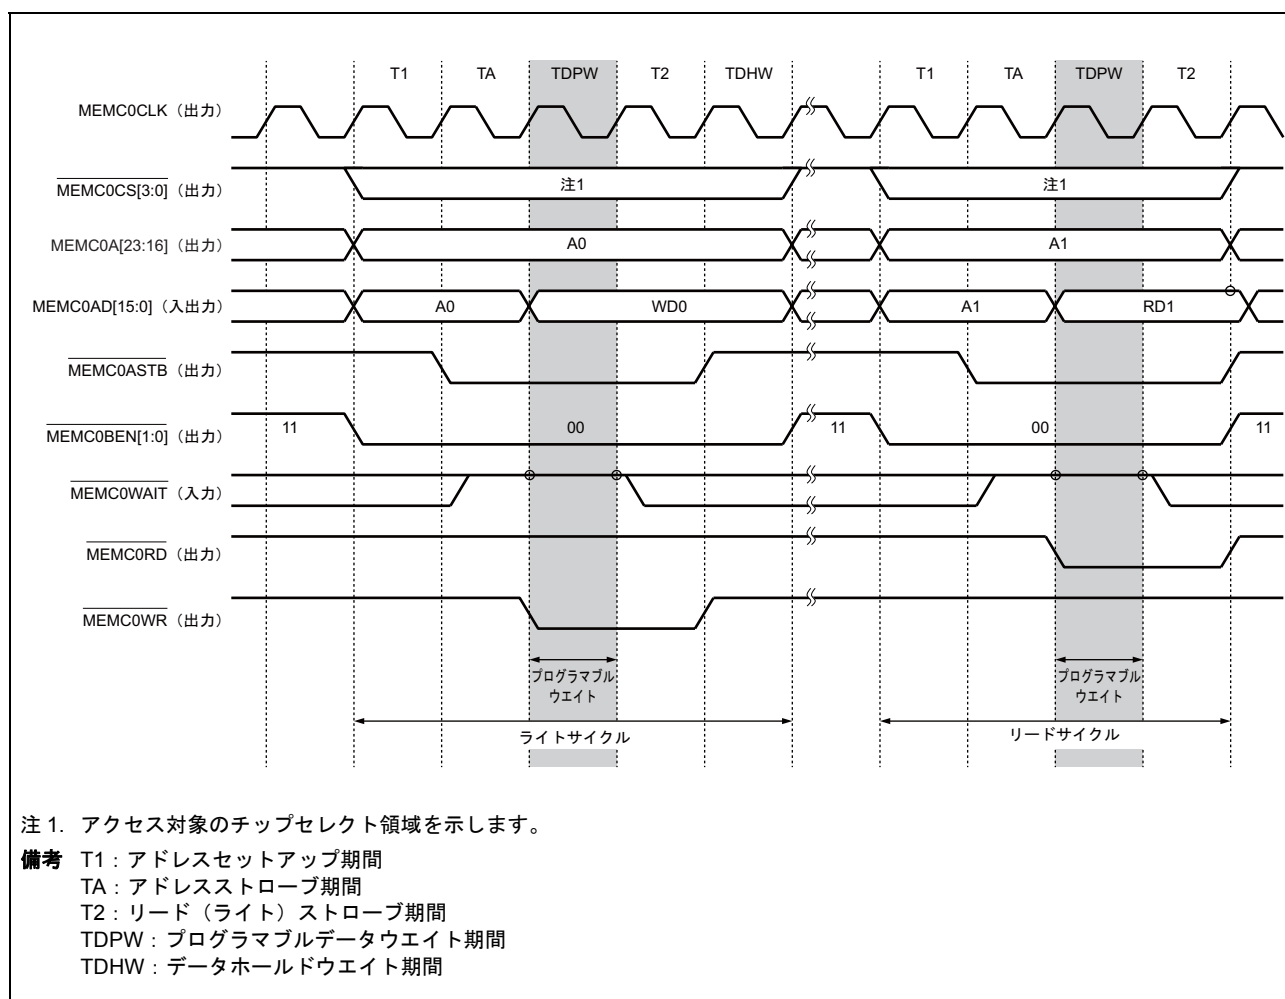 T1 TA TDPW T2 TDHW T1 TA TDPW T2
MEMC0CLK（出力）
MEMC0CS[3:0]（出力） 注1 注1
MEMC0A[23:16]（出力） A0 A1
MEMC0AD[15:0]（入出力） A0 WD0 A1 RD1
MEMC0ASTB（出力）
MEMC0BEN[1:0]（出力） 11 00 11 00 11
MEMC0WAIT（入力）
MEMC0RD（出力）
MEMC0WR（出力）
プログラマブル プログラマブル
ウエイト ウエイト
ライトサイクル リードサイクル
注 1. アクセス対象のチップセレクト領域を示します。
備考 T1：アドレスセットアップ期間
TA：アドレスストローブ期間
T2：リード（ライト）ストローブ期間
TDPW：プログラマブルデータウエイト期間
TDHW：データホールドウエイト期間